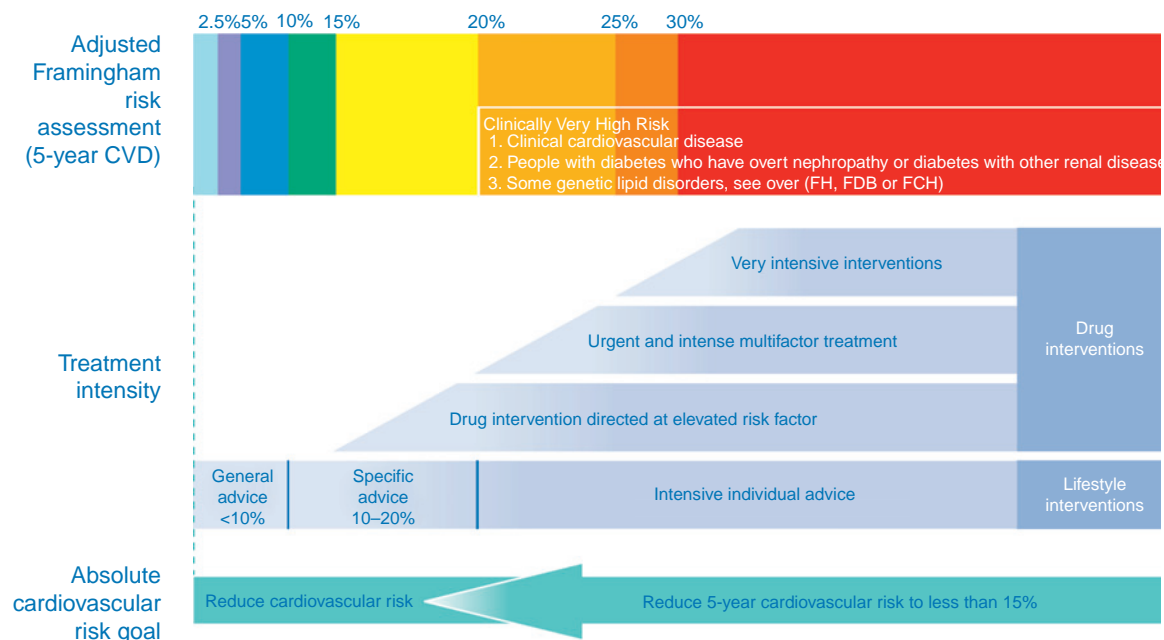 2.5% 5% 10% 15% 20% 25% 30%
Adjusted
Framingham
risk
assessment
(5-year CVD)
Clinically Very High Risk
1. Clinical cardiovascular disease
2. People with diabetes who have overt nephropathy or diabetes with other renal disease
3. Some genetic lipid disorders, see over (FH, FDB or FCH)
Treatment
intensity
Very intensive interventions
Urgent and intense multifactor treatment
Drug intervention directed at elevated risk factor
Drug
interventions
General
advice
<10%
Specific
advice
10–20%
Intensive individual advice
Lifestyle
interventions
Absolute
cardiovascular
risk goal
Reduce cardiovascular risk
Reduce 5-year cardiovascular risk to less than 15%